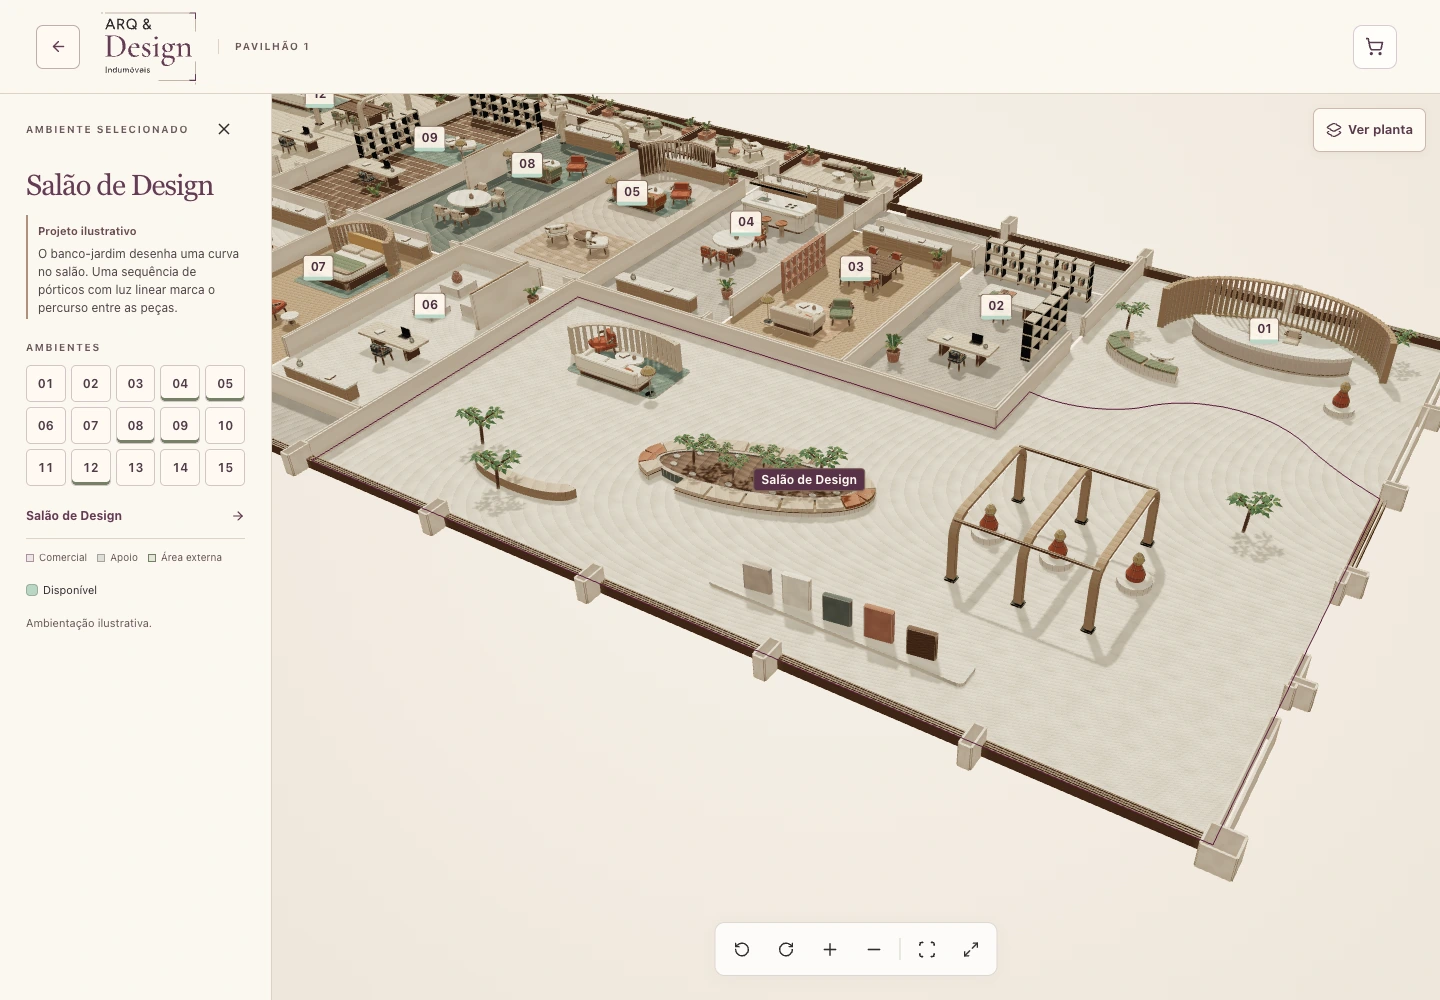 ARQ &
Design
Indumóveis
PAVILHÃO 1
AMBIENTE SELECIONADO
Salão de Design
Projeto ilustrativo
O banco-jardim desenha uma curva
no salão. Uma sequência de
pórticos com luz linear marca o
percurso entre as peças.
AMBIENTES
01 02 03 04 05
06 07 08 09 10
11 12 13 14 15
Salão de Design
Comercial Apoio Área externa
Disponível
Ambientação ilustrativa.
Ver planta
12
09
08
05
04
07
03
06
02
01
Salão de Design